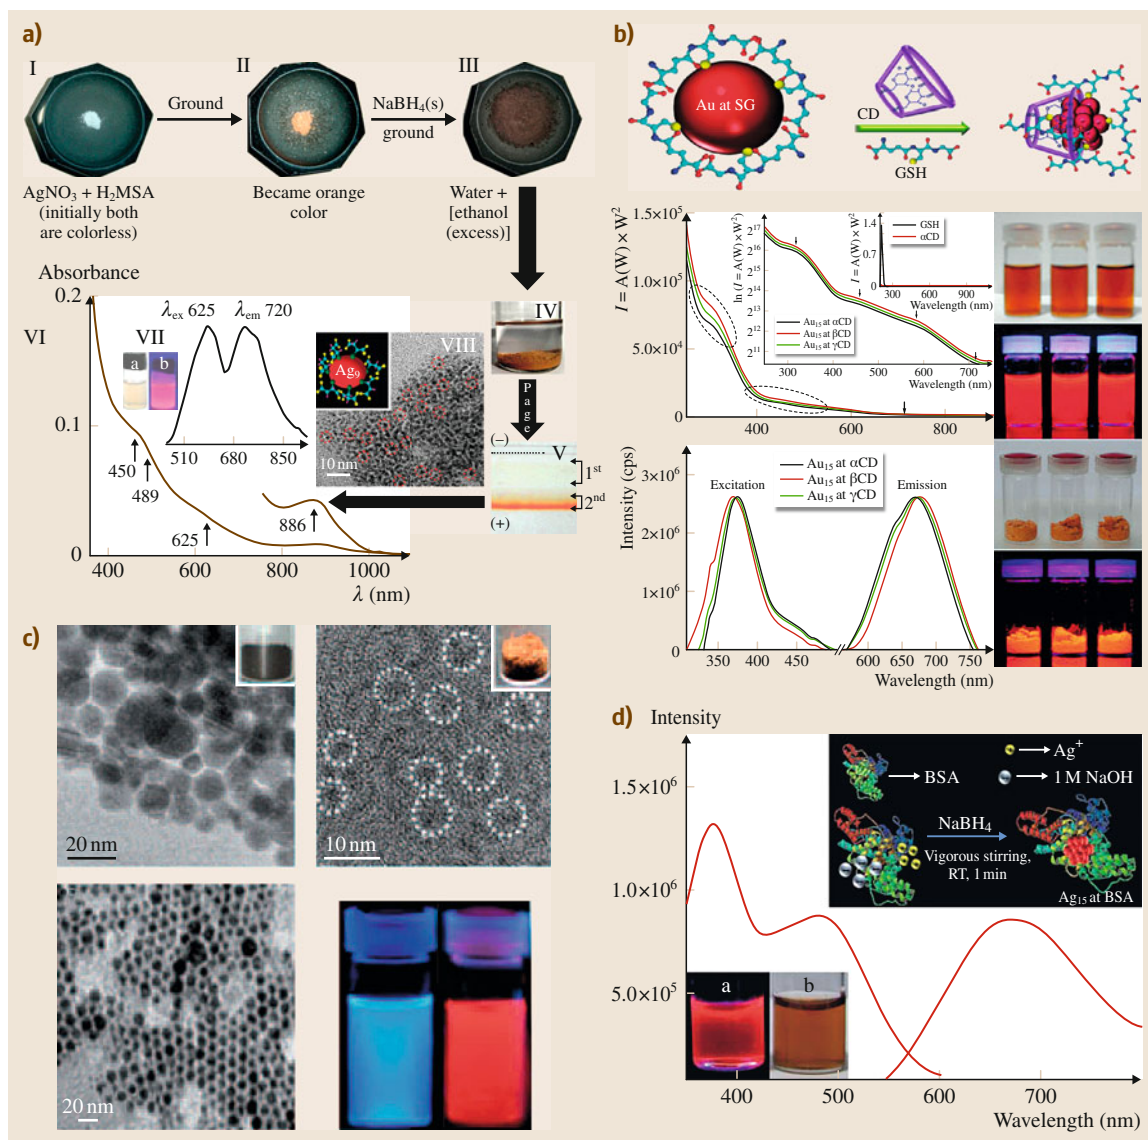 a)
I
II
III
Ground
NaBH₄(s)
ground
AgNO₃ + H₂MSA
(initially both
are colorless)
Became orange
color
Water +
[ethanol
(excess)]
Absorbance
0.2
0.1
0
VI
λex 625
λem 720
VII
a
b
510
680
850
450
489
625
886
400
600
800
1000
λ (nm)
VIII
Ag₉
10 nm
IV
Page
(–)
V
1st
2nd
(+)
b)
Au at SG
CD
GSH
I = A(W) × W²
1.5×10⁵
1.0×10⁵
5.0×10⁴
0
400
600
800
Wavelength (nm)
ln (I = A(W) × W²)
2¹⁷
2¹⁶
2¹⁴
2¹³
2¹²
2¹¹
Au₁₅ at αCD
Au₁₅ at βCD
Au₁₅ at γCD
300
400
500
600
700
Wavelength (nm)
I = A(W) × W²
1.4
0.7
0
GSH
αCD
300
600
900
Wavelength (nm)
Intensity (cps)
3×10⁶
2×10⁶
1×10⁶
0
Au₁₅ at αCD
Au₁₅ at βCD
Au₁₅ at γCD
Excitation
Emission
350
400
450
600
650
700
750
Wavelength (nm)
c)
20 nm
10 nm
20 nm
d)
Intensity
1.5×10⁶
1.0×10⁶
5.0×10⁵
BSA
Ag⁺
1 M NaOH
NaBH₄
Vigorous stirring,
RT, 1 min
Ag₁₅ at BSA
a
b
400
500
600
700
Wavelength (nm)